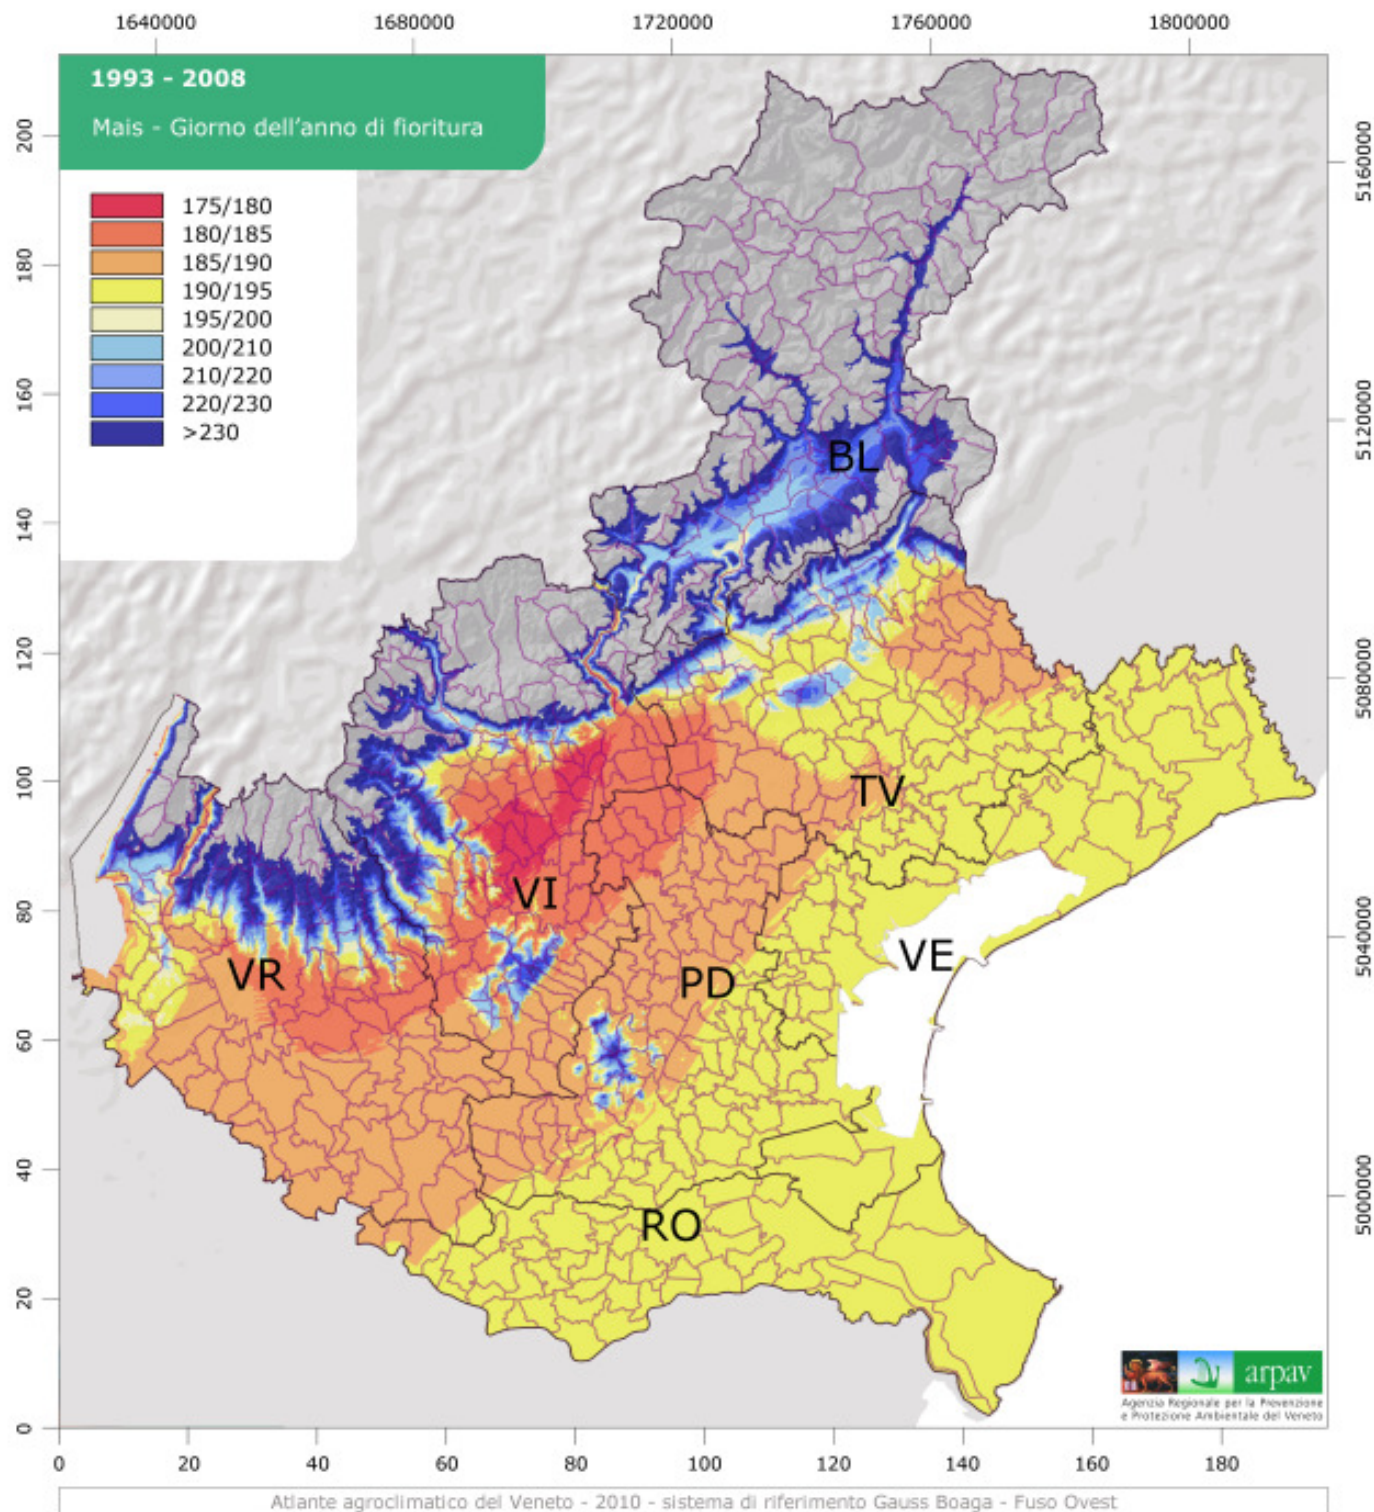 1640000 1680000 1720000 1760000 1800000
1993 - 2008
Mais - Giorno dell'anno di fioritura
175/180
180/185
185/190
190/195
195/200
200/210
210/220
220/230
>230
200
180
160
140
120
100
80
60
40
20
0
5160000
5120000
5080000
5040000
5000000
BL
TV
VI
VR
VE
PD
RO
arpav
Agenzia Regionale per la Prevenzione
e Protezione Ambientale del Veneto
0 20 40 60 80 100 120 140 160 180
Atlante agroclimatico del Veneto - 2010 - sistema di riferimento Gauss Boaga - Fuso Ovest